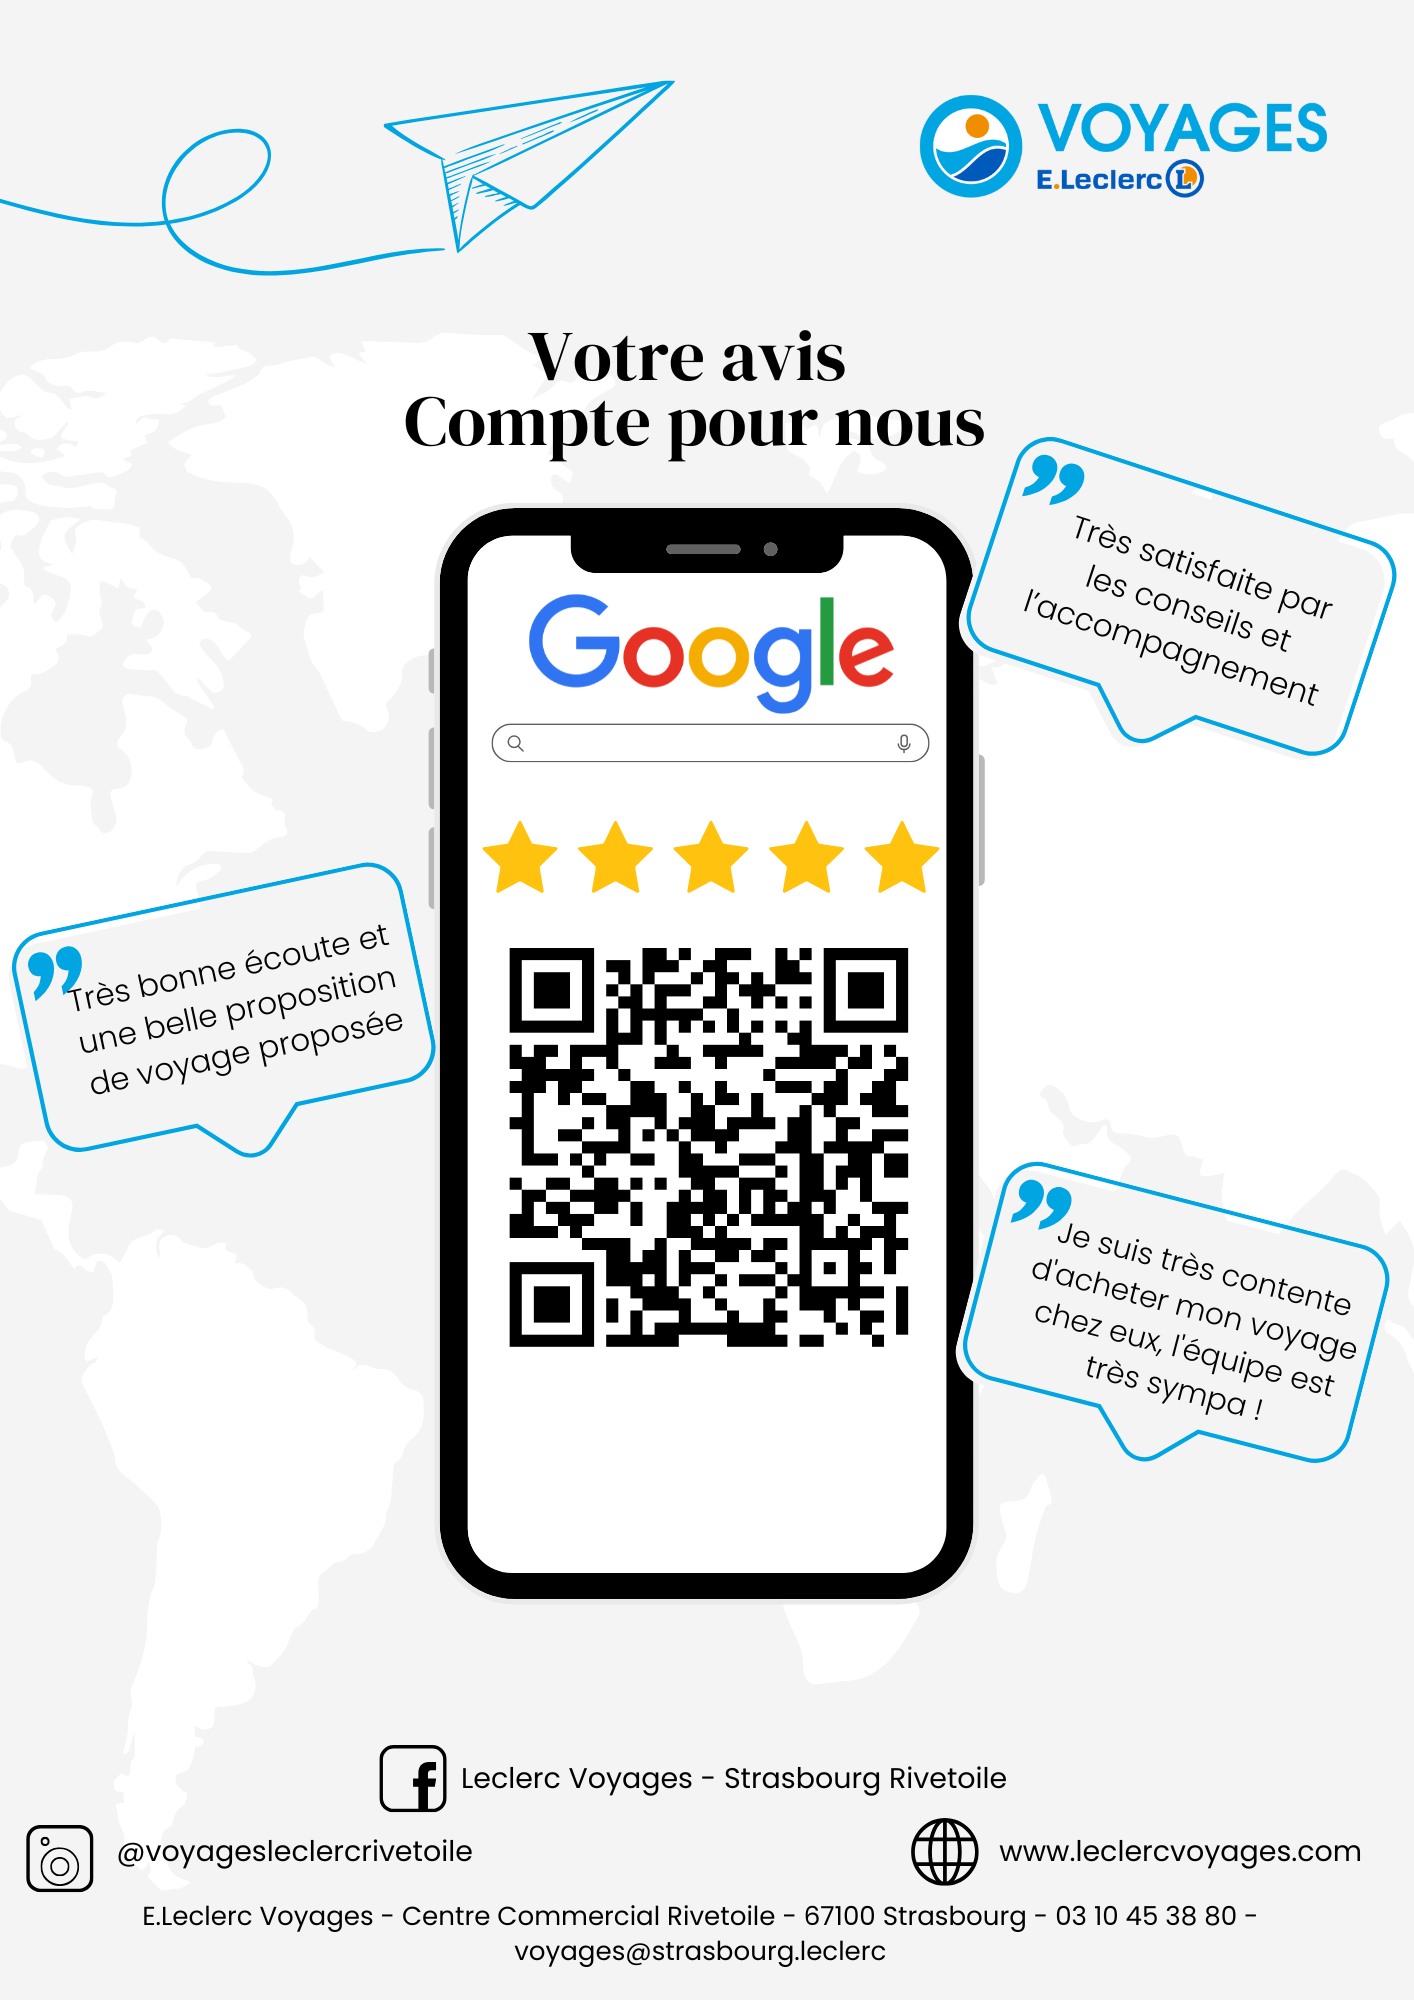 VOYAGES
E.Leclerc L
Votre avis
Compte pour nous
Très satisfaite par
les conseils et
l'accompagnement
Google
Très bonne écoute et
une belle proposition
de voyage proposée
Je suis très contente
d'acheter mon voyage
chez eux, l'équipe est
très sympa !
Leclerc Voyages - Strasbourg Rivetoile
@voyagesleclercrivetoile
www.leclercvoyages.com
E.Leclerc Voyages - Centre Commercial Rivetoile - 67100 Strasbourg - 03 10 45 38 80 -
voyages@strasbourg.leclerc